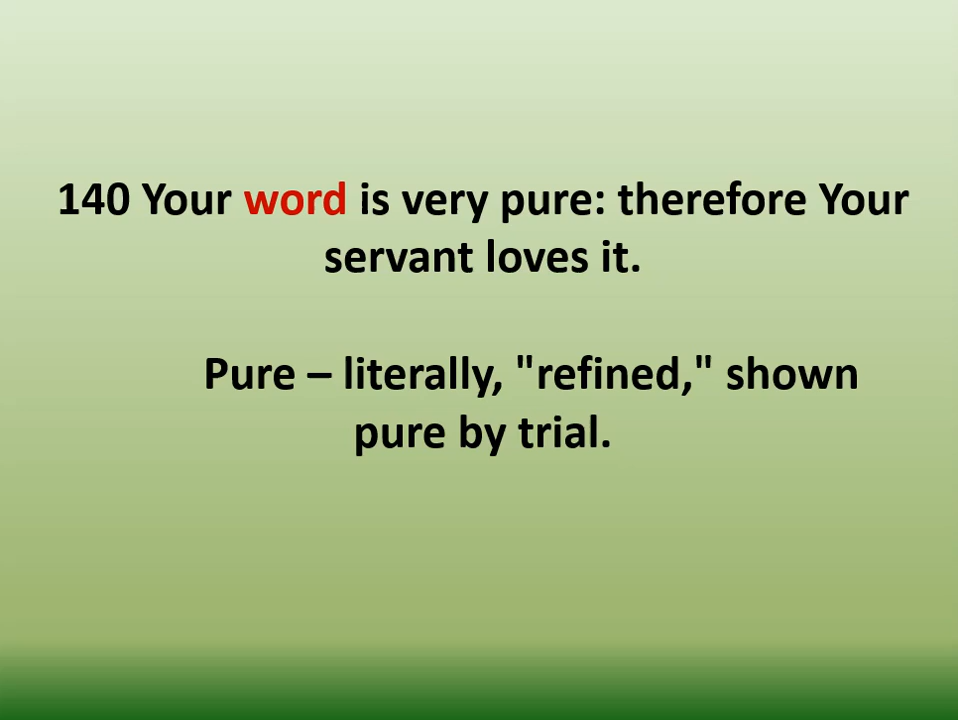 140 Your word is very pure: therefore Your
servant loves it.
Pure – literally, "refined," shown
pure by trial.